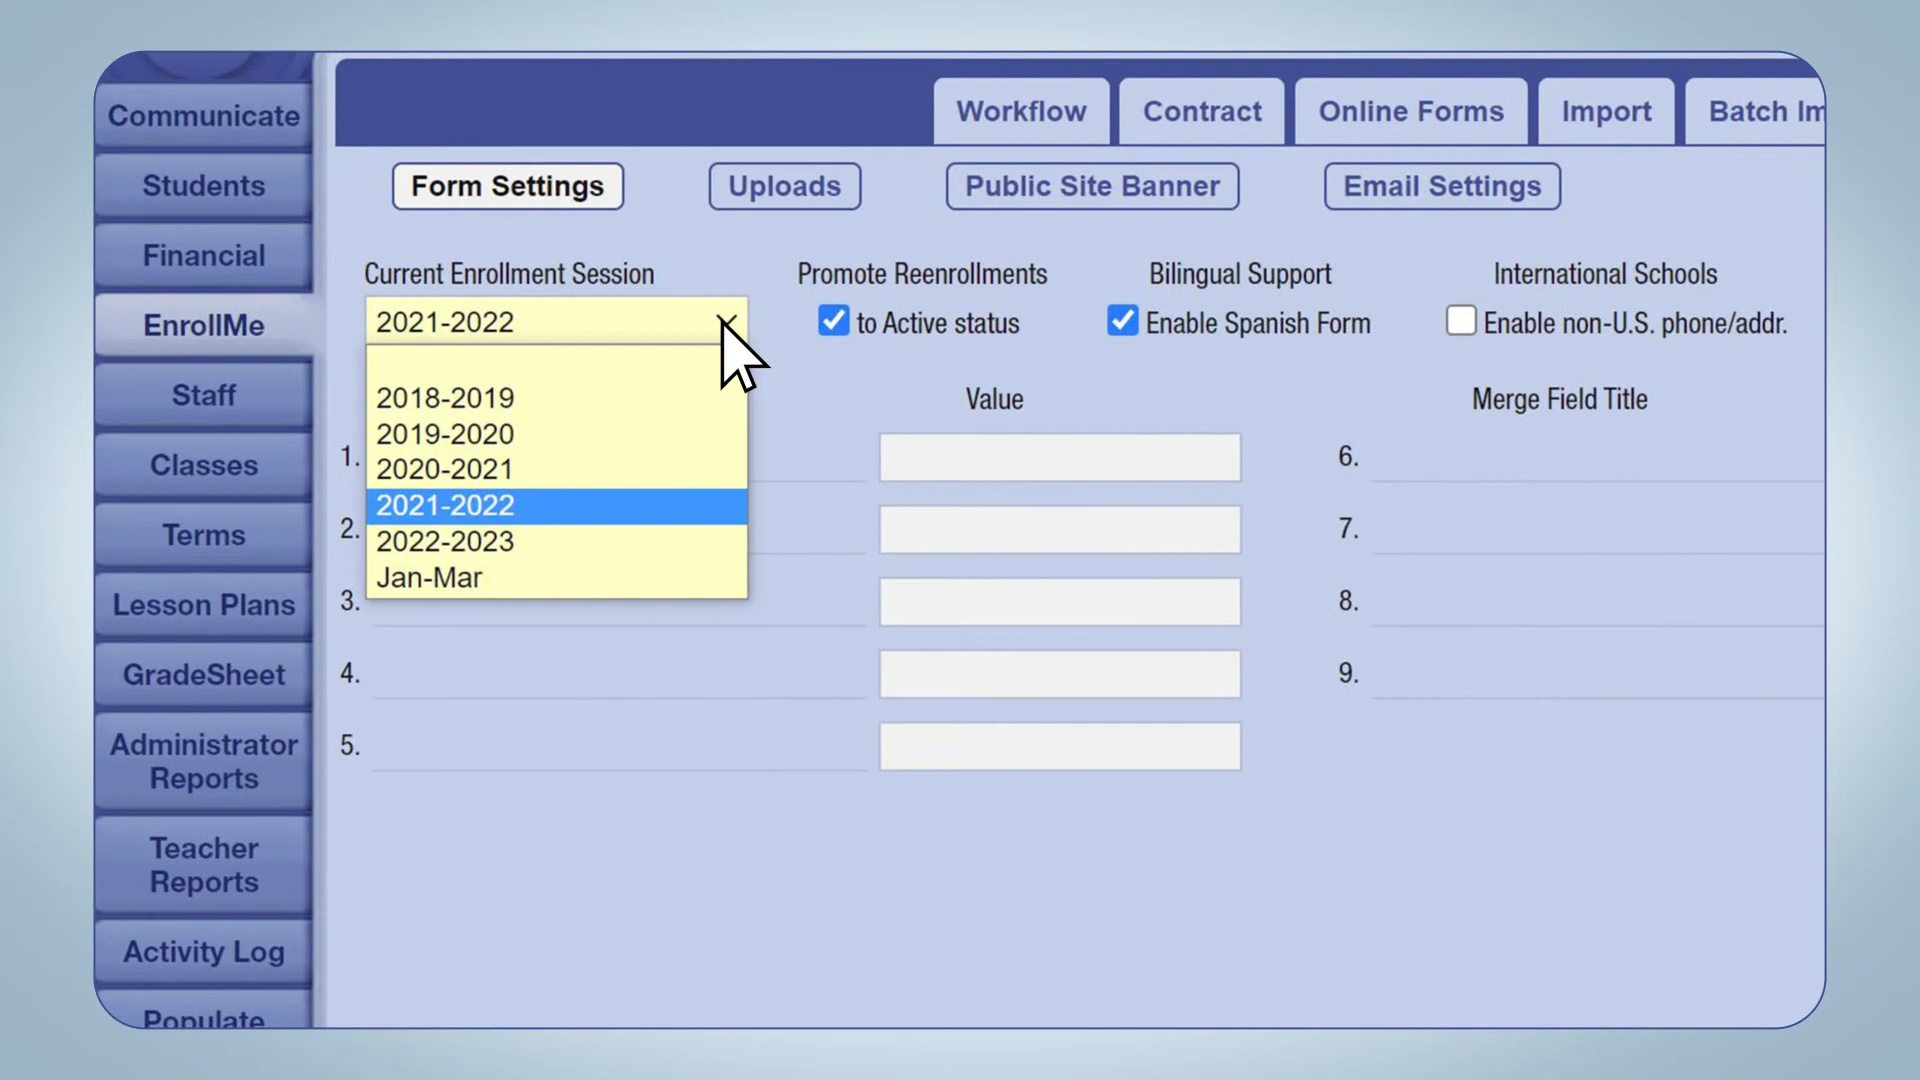 Communicate
Students
Financial
EnrollMe
Staff
Classes
Terms
Lesson Plans
GradeSheet
Administrator
Reports
Teacher
Reports
Activity Log
Populate
Workflow
Contract
Online Forms
Import
Batch Im
Form Settings
Uploads
Public Site Banner
Email Settings
Current Enrollment Session
Promote Reenrollments
Bilingual Support
International Schools
2021-2022
to Active status
Enable Spanish Form
Enable non-U.S. phone/addr.
2018-2019
2019-2020
2020-2021
2021-2022
2022-2023
Jan-Mar
Value
Merge Field Title
1.
2.
3.
4.
5.
6.
7.
8.
9.